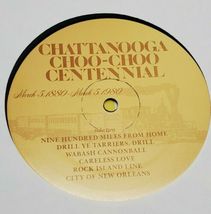 CHATTANOOGA
CHOO-CHOO
CENTENNIAL
March 5, 1880 - March 5, 1980
NINE HUNDRED MILES FROM HOME
DRILL YE TARRIERS, DRILL
WABASH CANNONBALL
CARELESS LOVE
ROCK ISLAND LINE
CITY OF NEW ORLEANS